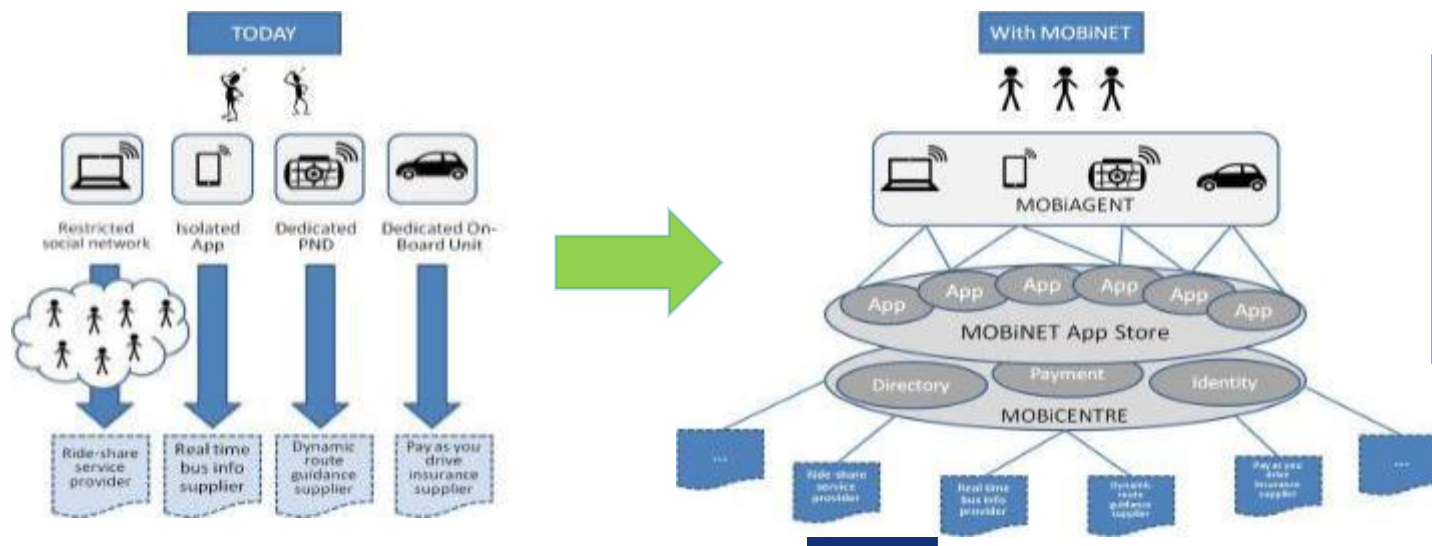 TODAY
Restricted
social network
Isolated
App
Dedicated
PND
Dedicated On-
Board Unit
Ride-share
service
provider
Real time
bus info
supplier
Dynamic
route
guidance
supplier
Pay as you
drive
insurance
supplier
With MOBiNET
MOBiAGENT
App
App
App
App
App
App
MOBiNET App Store
Directory
Payment
Identity
MOBiCENTRE
...
Ride-share
service
provider
Real time
bus info
provider
Dynamic
route
guidance
supplier
Pay as you
drive
insurance
supplier
...